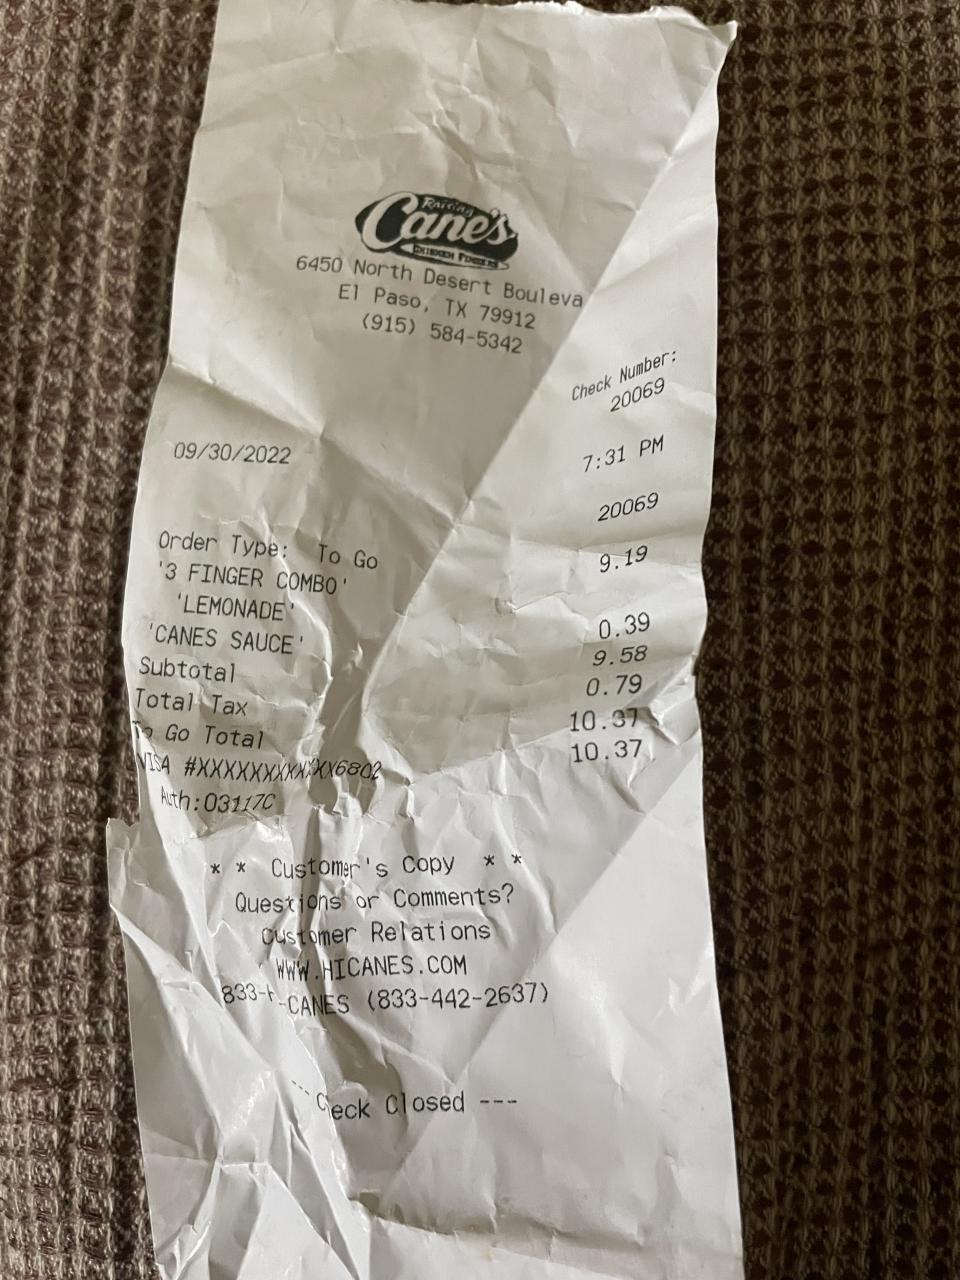 Raising
Cane's
CHICKEN FINGERS
6450 North Desert Bouleva
El Paso, TX 79912
(915) 584-5342
Check Number:
20069
09/30/2022 7:31 PM
20069
Order Type: To Go
'3 FINGER COMBO' 9.19
'LEMONADE'
'CANES SAUCE' 0.39
Subtotal 9.58
Total Tax 0.79
To Go Total 10.37
VISA #XXXXXXXXXXXX6802 10.37
Auth:03117C
* * Customer's Copy * *
Questions or Comments?
Customer Relations
WWW.HICANES.COM
CANES (833-442-2637)
--- Check Closed ---